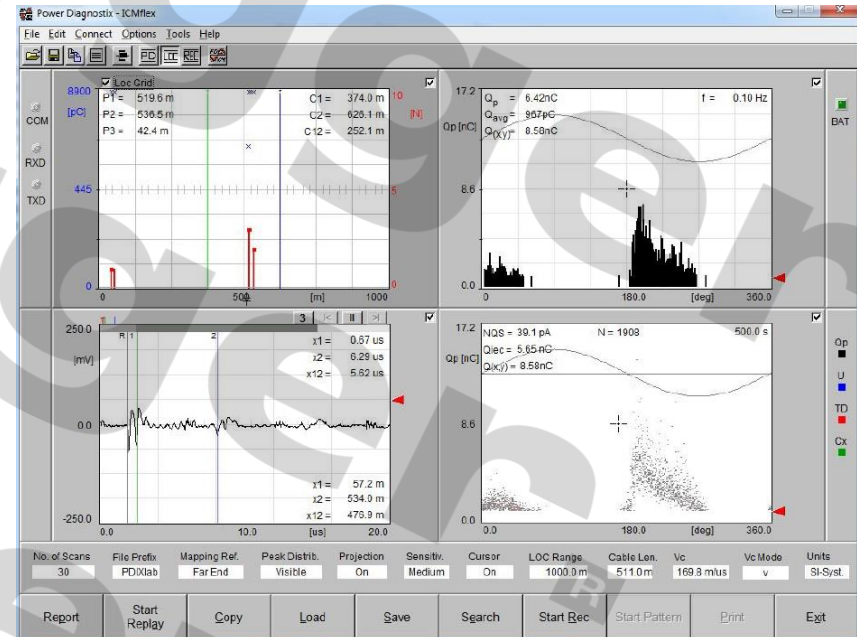 Power Diagnostix - ICMflex
File Edit Connect Options Tools Help
PD LOC REC
COM
RXD
TXD
Loc Grid
8900
[pC]
445
0
P1 = 519.6 m
P2 = 536.5 m
P3 = 42.4 m
C1 = 374.0 m
C2 = 626.1 m
C12 = 252.1 m
10
[N]
5
0
0 500 [m] 1000
17.2
Qp [nC]
8.6
0.0
Qp = 6.42nC
Qavg = 967pC
Q(x,y)= 8.58nC
f = 0.10 Hz
0 180.0 [deg] 360.0
BAT
3
250.0
[mV]
0.0
-250.0
R 1 2
x1 = 0.67 us
x2 = 6.29 us
x12 = 5.62 us
x1 = 57.2 m
x2 = 534.0 m
x12 = 476.9 m
0.0 10.0 [us] 20.0
17.2
Qp [nC]
8.6
0.0
NQS = 39.1 pA
N = 1908
500.0 s
Qiec = 5.65 nC
Q(x,y) = 8.58nC
0 180.0 [deg] 360.0
Qp
U
TD
Cx
No. of Scans File Prefix Mapping Ref. Peak Distrib. Projection Sensitiv. Cursor LOC Range Cable Len. Vc Vc Mode Units
30 PDIXlab Far End Visible On Medium On 1000.0 m 511.0 m 169.8 m/us v SI-Syst.
Report Start Replay Copy Load Save Search Start Rec Start Pattern Print Exit